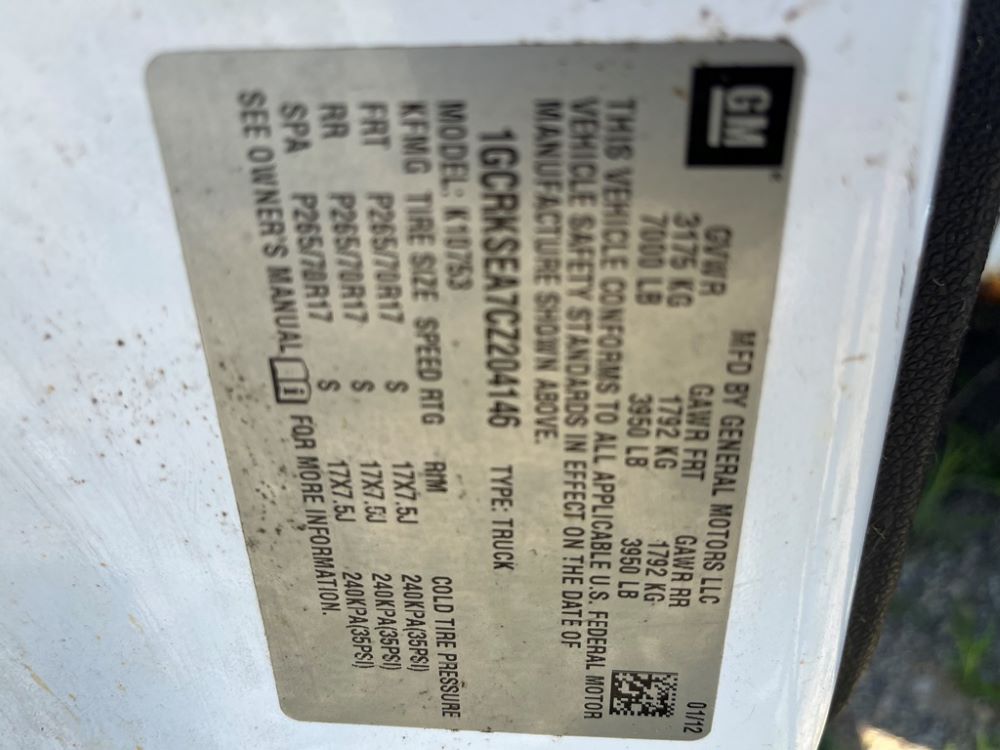 GM
MFD BY GENERAL MOTORS LLC 01/12
GVWR GAWR FRT GAWR RR
3175 KG 1792 KG 1792 KG
7000 LB 3950 LB 3950 LB
THIS VEHICLE CONFORMS TO ALL APPLICABLE U.S. FEDERAL MOTOR
VEHICLE SAFETY STANDARDS IN EFFECT ON THE DATE OF
MANUFACTURE SHOWN ABOVE.
1GCRKSEA7CZ204146 TYPE: TRUCK
MODEL: K10753
KFMG TIRE SIZE SPEED RTG RIM COLD TIRE PRESSURE
FRT P265/70R17 S 17X7.5J 240KPA(35PSI)
RR P265/70R17 S 17X7.5J 240KPA(35PSI)
SPA P265/70R17 S 17X7.5J 240KPA(35PSI)
SEE OWNER'S MANUAL i FOR MORE INFORMATION.